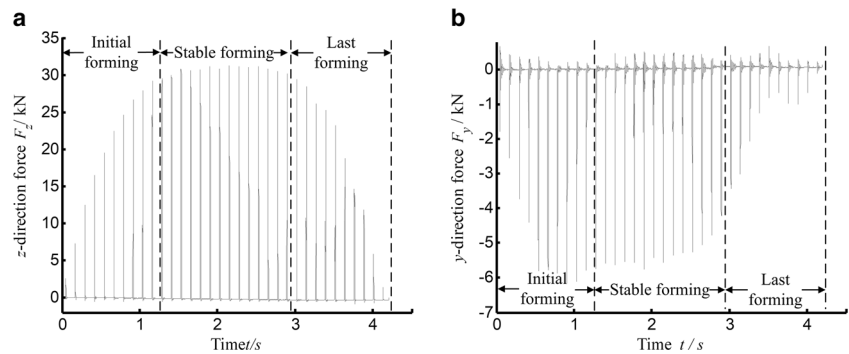 a
35
30
25
20
15
10
5
0
z-direction force Fz/ kN
Initial
forming
Stable forming
Last
forming
0
1
2
3
4
Timet/s
b
0
-1
-2
-3
-4
-5
-6
-7
y-direction force Fy / kN
Initial
forming
Stable forming
Last
forming
0
1
2
3
4
Time t / s